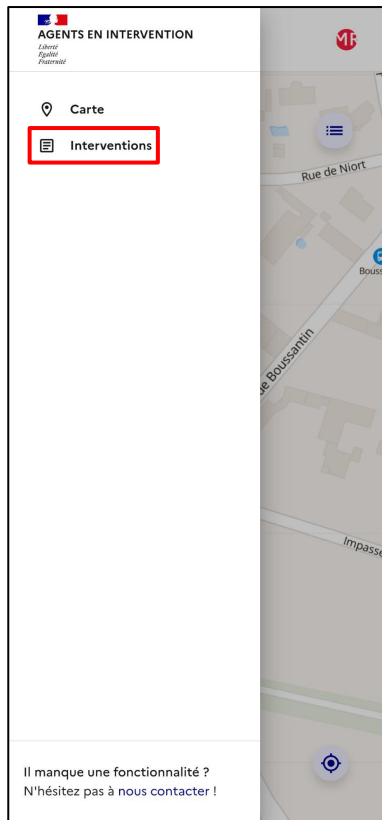 AGENTS EN INTERVENTION
Liberté
Égalité
Fraternité
MR
Carte
Interventions
Rue de Niort
Bouss
de Boussantin
Impasse
Il manque une fonctionnalité ?
N'hésitez pas à nous contacter !